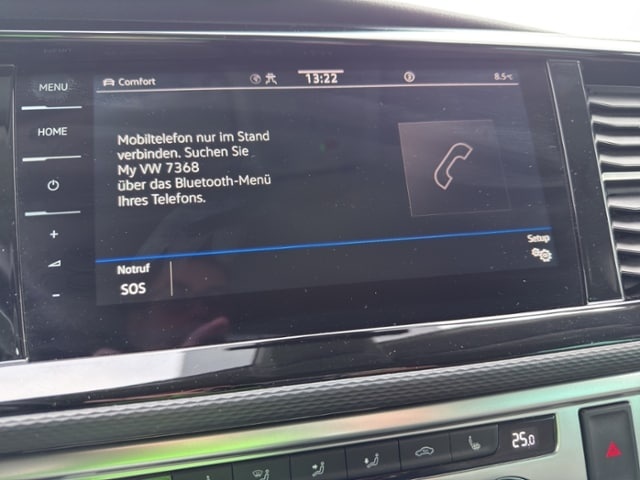 MENU
Comfort
13:22
8.5°C
HOME
Mobiltelefon nur im Stand
verbinden. Suchen Sie
My VW 7368
über das Bluetooth-Menü
Ihres Telefons.
+
-
Setup
Notruf
SOS
25.0